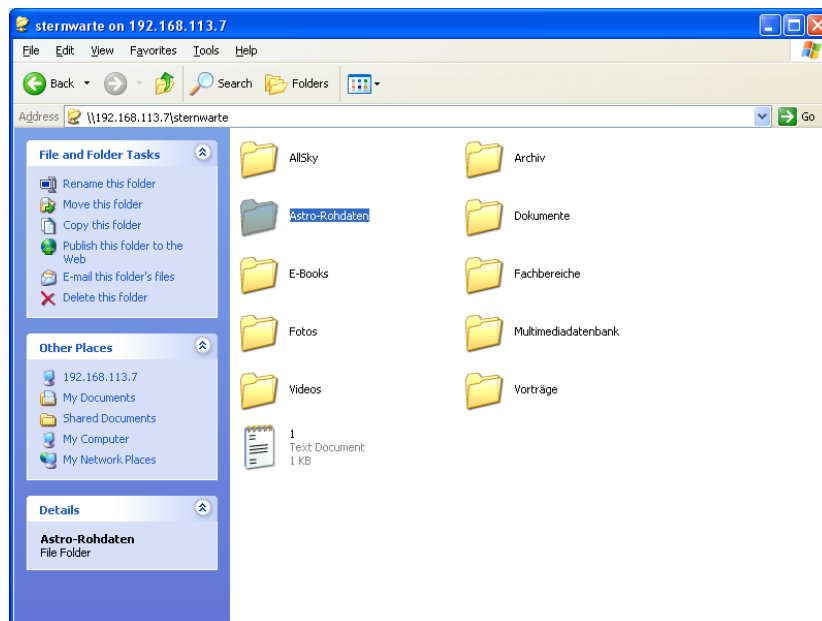 sternwarte on 192.168.113.7
File Edit View Favorites Tools Help
Back Search Folders
Address \\192.168.113.7\sternwarte Go
File and Folder Tasks
Rename this folder
Move this folder
Copy this folder
Publish this folder to the
Web
E-mail this folder's files
Delete this folder
Other Places
192.168.113.7
My Documents
Shared Documents
My Computer
My Network Places
Details
Astro-Rohdaten
File Folder
AllSky Archiv
Astro-Rohdaten Dokumente
E-Books Fachbereiche
Fotos Multimediadatenbank
Videos Vorträge
1
Text Document
1 KB